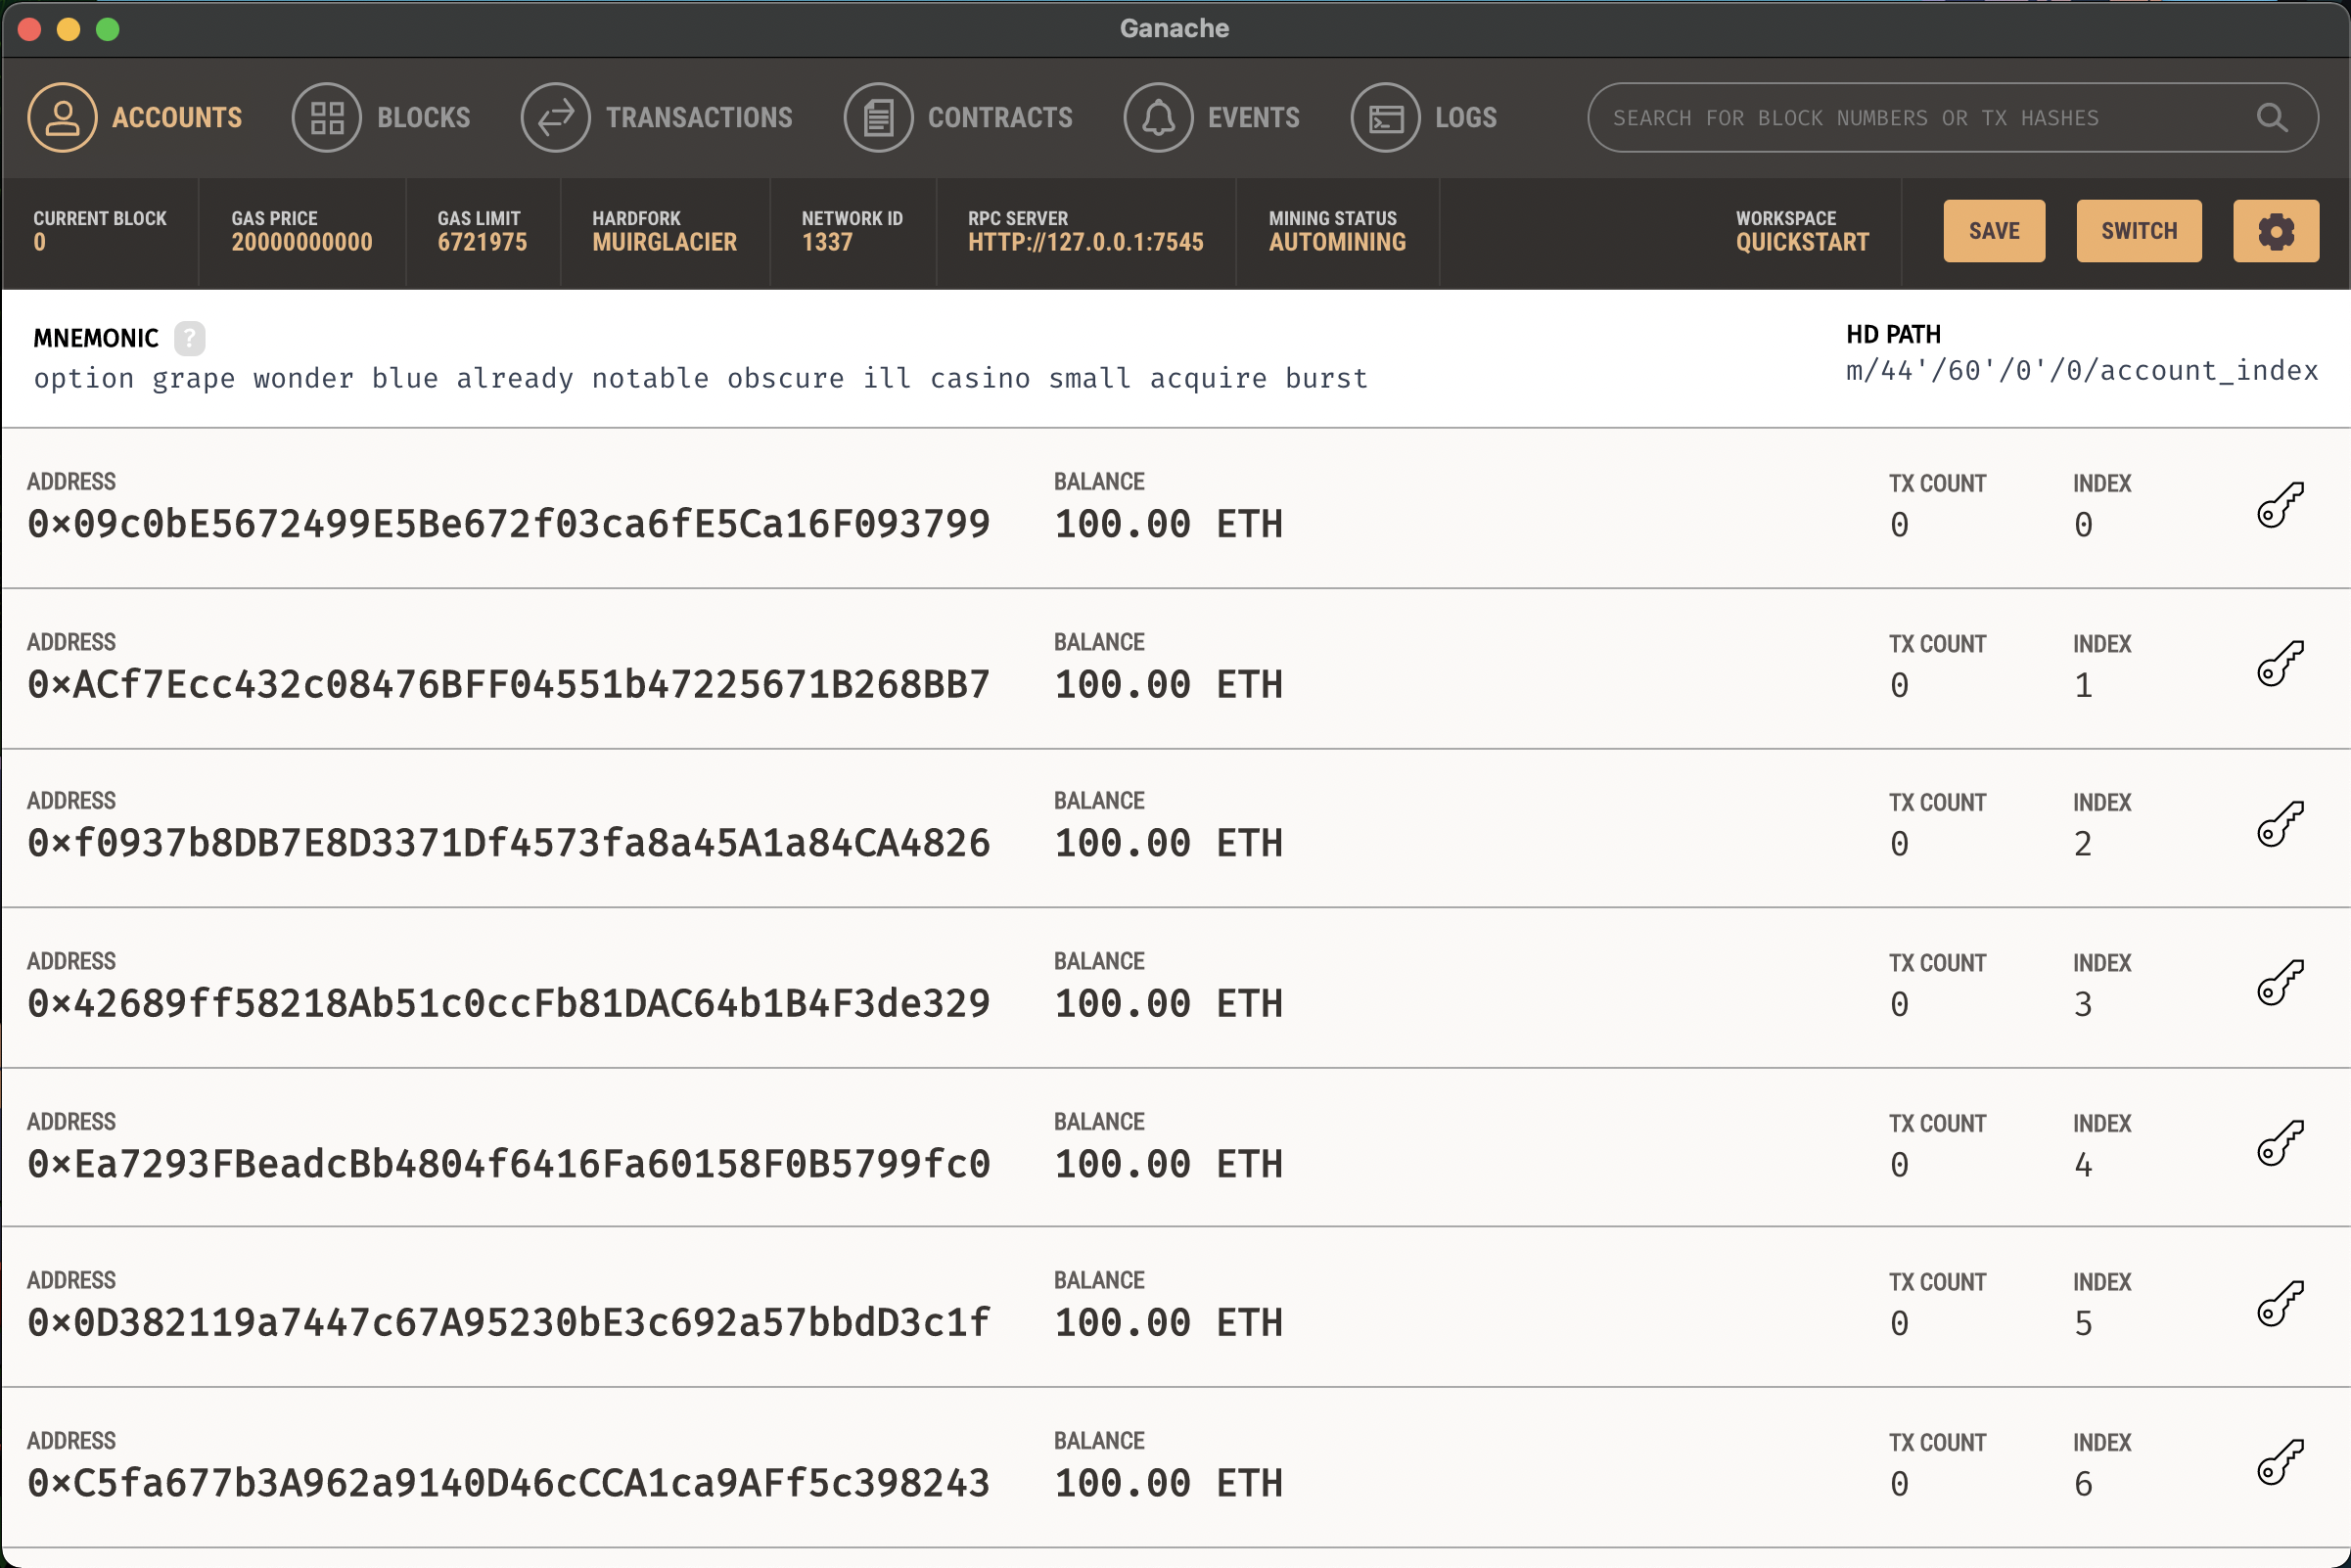 Ganache
ACCOUNTS BLOCKS TRANSACTIONS CONTRACTS EVENTS LOGS SEARCH FOR BLOCK NUMBERS OR TX HASHES
CURRENT BLOCK GAS PRICE GAS LIMIT HARDFORK NETWORK ID RPC SERVER MINING STATUS WORKSPACE
0 20000000000 6721975 MUIRGLACIER 1337 HTTP://127.0.0.1:7545 AUTOMINING QUICKSTART SAVE SWITCH
MNEMONIC ? HD PATH
option grape wonder blue already notable obscure ill casino small acquire burst m/44'/60'/0'/0/account_index
ADDRESS BALANCE TX COUNT INDEX
0×09c0bE5672499E5Be672f03ca6fE5Ca16F093799 100.00 ETH 0 0
ADDRESS BALANCE TX COUNT INDEX
0×ACf7Ecc432c08476BFF04551b47225671B268BB7 100.00 ETH 0 1
ADDRESS BALANCE TX COUNT INDEX
0×f0937b8DB7E8D3371Df4573fa8a45A1a84CA4826 100.00 ETH 0 2
ADDRESS BALANCE TX COUNT INDEX
0×42689ff58218Ab51c0ccFb81DAC64b1B4F3de329 100.00 ETH 0 3
ADDRESS BALANCE TX COUNT INDEX
0×Ea7293FBeadcBb4804f6416Fa60158F0B5799fc0 100.00 ETH 0 4
ADDRESS BALANCE TX COUNT INDEX
0×0D382119a7447c67A95230bE3c692a57bbdD3c1f 100.00 ETH 0 5
ADDRESS BALANCE TX COUNT INDEX
0×C5fa677b3A962a9140D46cCCA1ca9AFf5c398243 100.00 ETH 0 6